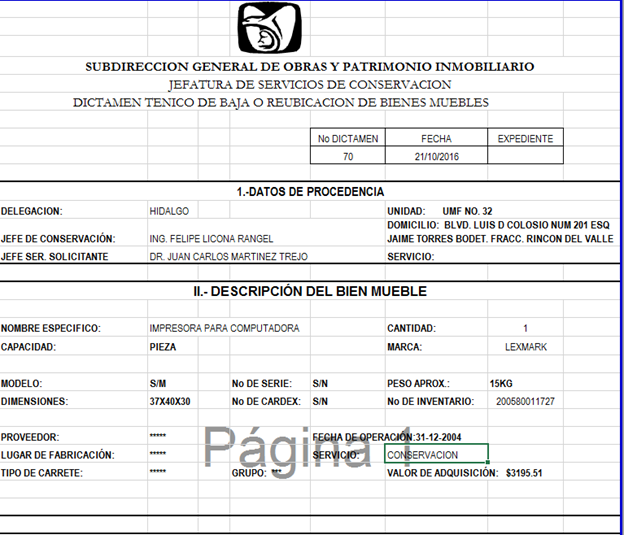 SUBDIRECCION GENERAL DE OBRAS Y PATRIMONIO INMOBILIARIO
JEFATURA DE SERVICIOS DE CONSERVACION
DICTAMEN TENICO DE BAJA O REUBICACION DE BIENES MUEBLES
No DICTAMEN FECHA EXPEDIENTE
70 21/10/2016
1.-DATOS DE PROCEDENCIA
DELEGACION: HIDALGO UNIDAD: UMF NO. 32
DOMICILIO: BLVD. LUIS D COLOSIO NUM 201 ESQ
JEFE DE CONSERVACIÓN: ING. FELIPE LICONA RANGEL JAIME TORRES BODET. FRACC. RINCON DEL VALLE
JEFE SER. SOLICITANTE DR. JUAN CARLOS MARTINEZ TREJO SERVICIO:
II.- DESCRIPCIÓN DEL BIEN MUEBLE
NOMBRE ESPECIFICO: IMPRESORA PARA COMPUTADORA CANTIDAD: 1
CAPACIDAD: PIEZA MARCA: LEXMARK
MODELO: S/M No DE SERIE: S/N PESO APROX.: 15KG
DIMENSIONES: 37X40X30 No DE CARDEX: S/N No DE INVENTARIO: 200580011727
PROVEEDOR: ***** FECHA DE OPERACIÓN:31-12-2004
LUGAR DE FABRICACIÓN: ***** SERVICIO: CONSERVACION
TIPO DE CARRETE: ***** GRUPO: *** VALOR DE ADQUISICIÓN: $3195.51
Página 1